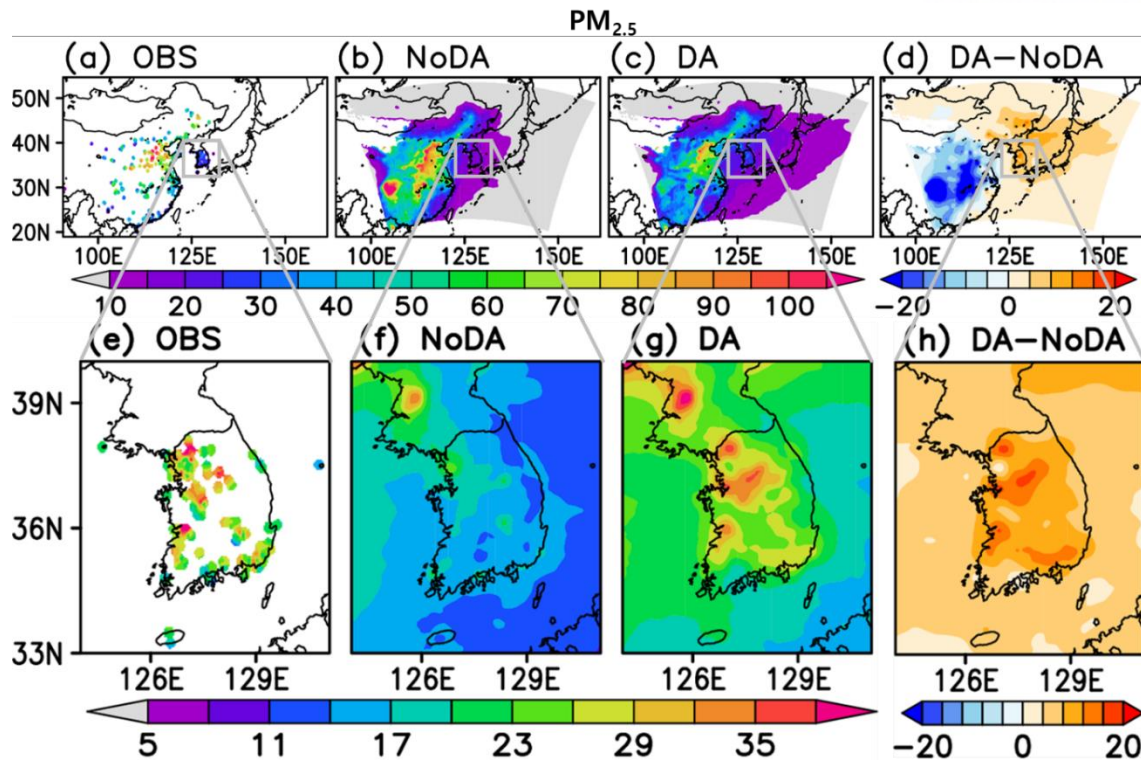 PM2.5
(a) OBS (b) NoDA (c) DA (d) DA−NoDA
50N
40N
30N
20N
100E 125E 150E 100E 125E 150E 100E 125E 150E 100E 125E 150E
10 20 30 40 50 60 70 80 90 100 −20 0 20
(e) OBS (f) NoDA (g) DA (h) DA−NoDA
39N
36N
33N
126E 129E 126E 129E 126E 129E 126E 129E
5 11 17 23 29 35 −20 0 20